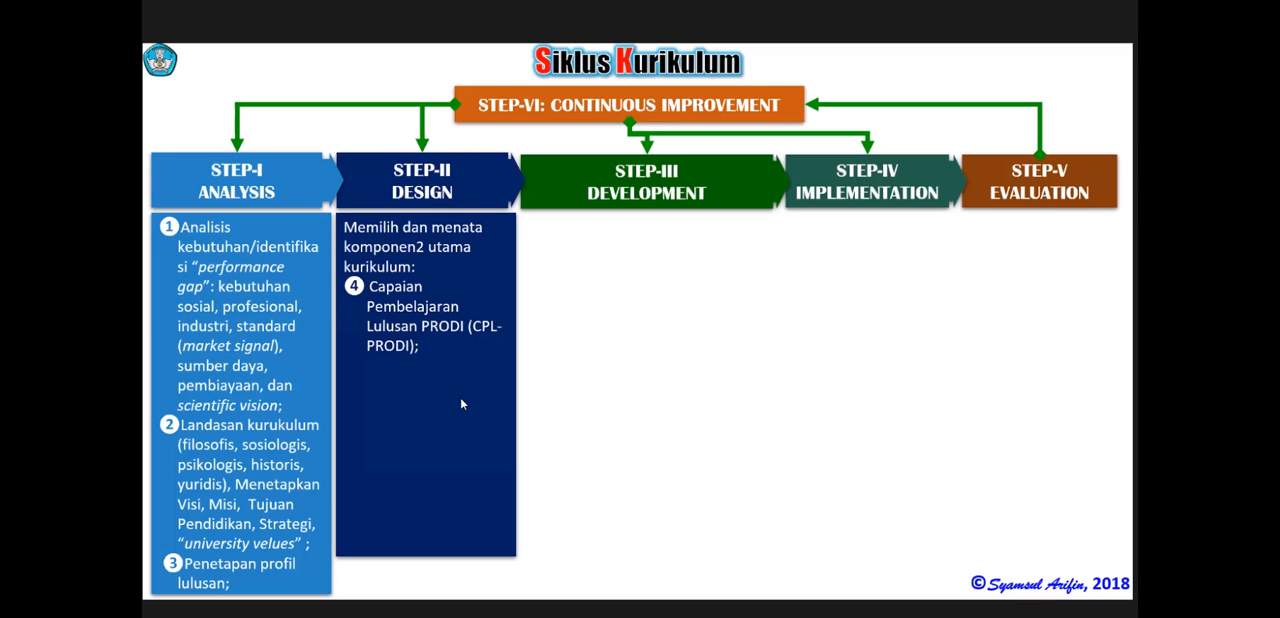 Siklus Kurikulum
STEP-VI: CONTINUOUS IMPROVEMENT
STEP-I
ANALYSIS
STEP-II
DESIGN
STEP-III
DEVELOPMENT
STEP-IV
IMPLEMENTATION
STEP-V
EVALUATION
1 Analisis
kebutuhan/identifika
si “performance
gap”: kebutuhan
sosial, profesional,
industri, standard
(market signal),
sumber daya,
pembiayaan, dan
scientific vision;
2 Landasan kurukulum
(filosofis, sosiologis,
psikologis, historis,
yuridis), Menetapkan
Visi, Misi, Tujuan
Pendidikan, Strategi,
“university velues” ;
3 Penetapan profil
lulusan;
Memilih dan menata
komponen2 utama
kurikulum:
4 Capaian
Pembelajaran
Lulusan PRODI (CPL-
PRODI);
© Syamsul Arifin, 2018